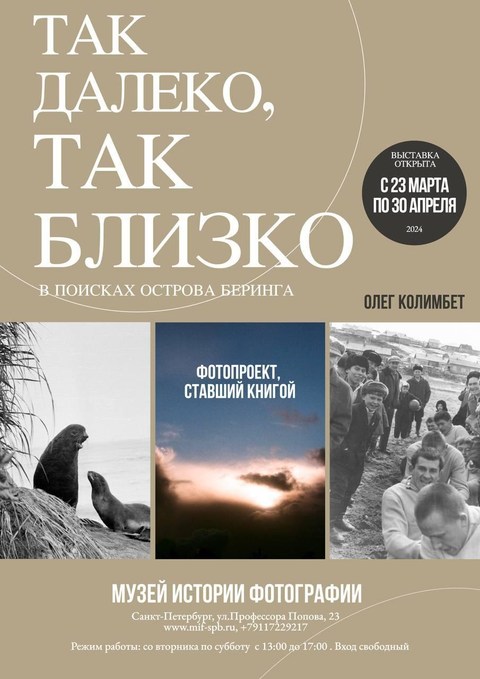 ТАК
ДАЛЕКО,
ТАК
БЛИЗКО
В ПОИСКАХ ОСТРОВА БЕРИНГА
ВЫСТАВКА
ОТКРЫТА
С 23 МАРТА
ПО 30 АПРЕЛЯ
2024
ОЛЕГ КОЛИМБЕТ
ФОТОПРОЕКТ,
СТАВШИЙ КНИГОЙ
МУЗЕЙ ИСТОРИИ ФОТОГРАФИИ
Санкт-Петербург, ул.Профессора Попова, 23
www.mif-spb.ru, +79117229217
Режим работы: со вторника по субботу с 13:00 до 17:00 . Вход свободный